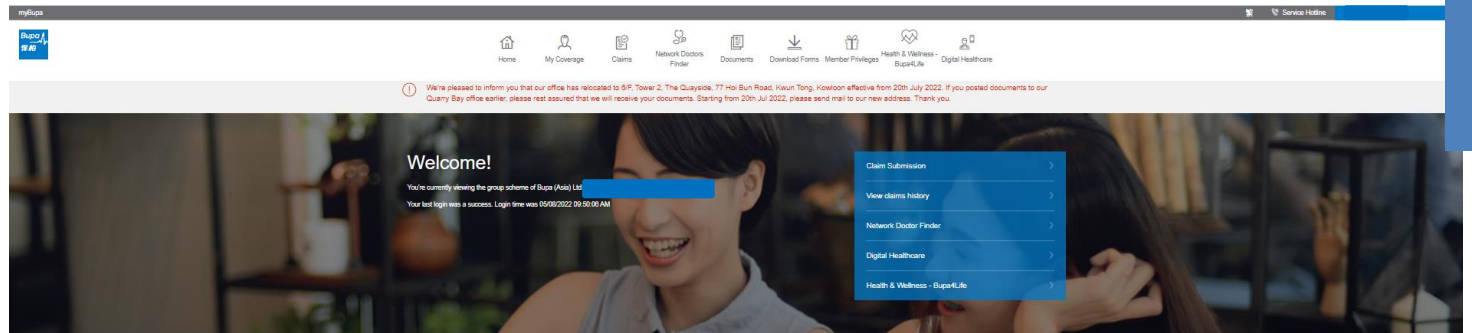 myBupa
繁
Service Hotline
Bupa
保柏
Home
My Coverage
Claims
Network Doctors
Finder
Documents
Download Forms
Member Privileges
Health & Wellness -
Bupa4Life
Digital Healthcare
We're pleased to inform you that our office has relocated to 6/F, Tower 2, The Quayside, 77 Hoi Bun Road, Kwun Tong, Kowloon effective from 20th July 2022. If you posted documents to our
Quarry Bay office earlier, please rest assured that we will receive your documents. Starting from 20th Jul 2022, please send mail to our new address. Thank you.
Welcome!
You're currently viewing the group scheme of Bupa (Asia) Ltd
Your last login was a success. Login time was 05/08/2022 09:50:06 AM
Claim Submission
View claims history
Network Doctor Finder
Digital Healthcare
Health & Wellness - Bupa4Life